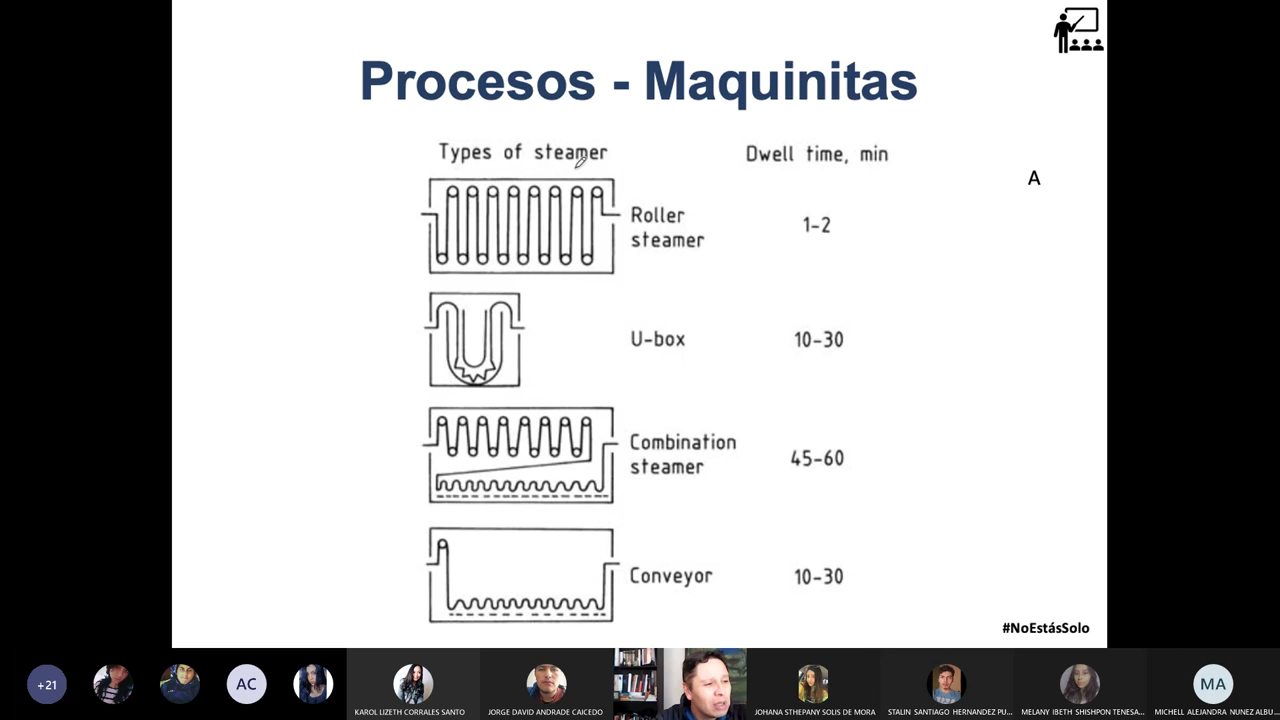 Procesos - Maquinitas
Types of steamer
Dwell time, min
A
Roller
steamer
1-2
U-box
10-30
Combination
steamer
45-60
Conveyor
10-30
#NoEstásSolo
+21
AC
MA
KAROL LIZETH CORRALES SANTO
JORGE DAVID ANDRADE CAICEDO
JOHANA STHEPANY SOLIS DE MORA
STALIN SANTIAGO HERNANDEZ PU...
MELANY IBETH SHISHPON TENESA...
MICHELL ALEJANDRA NUNEZ ALBU